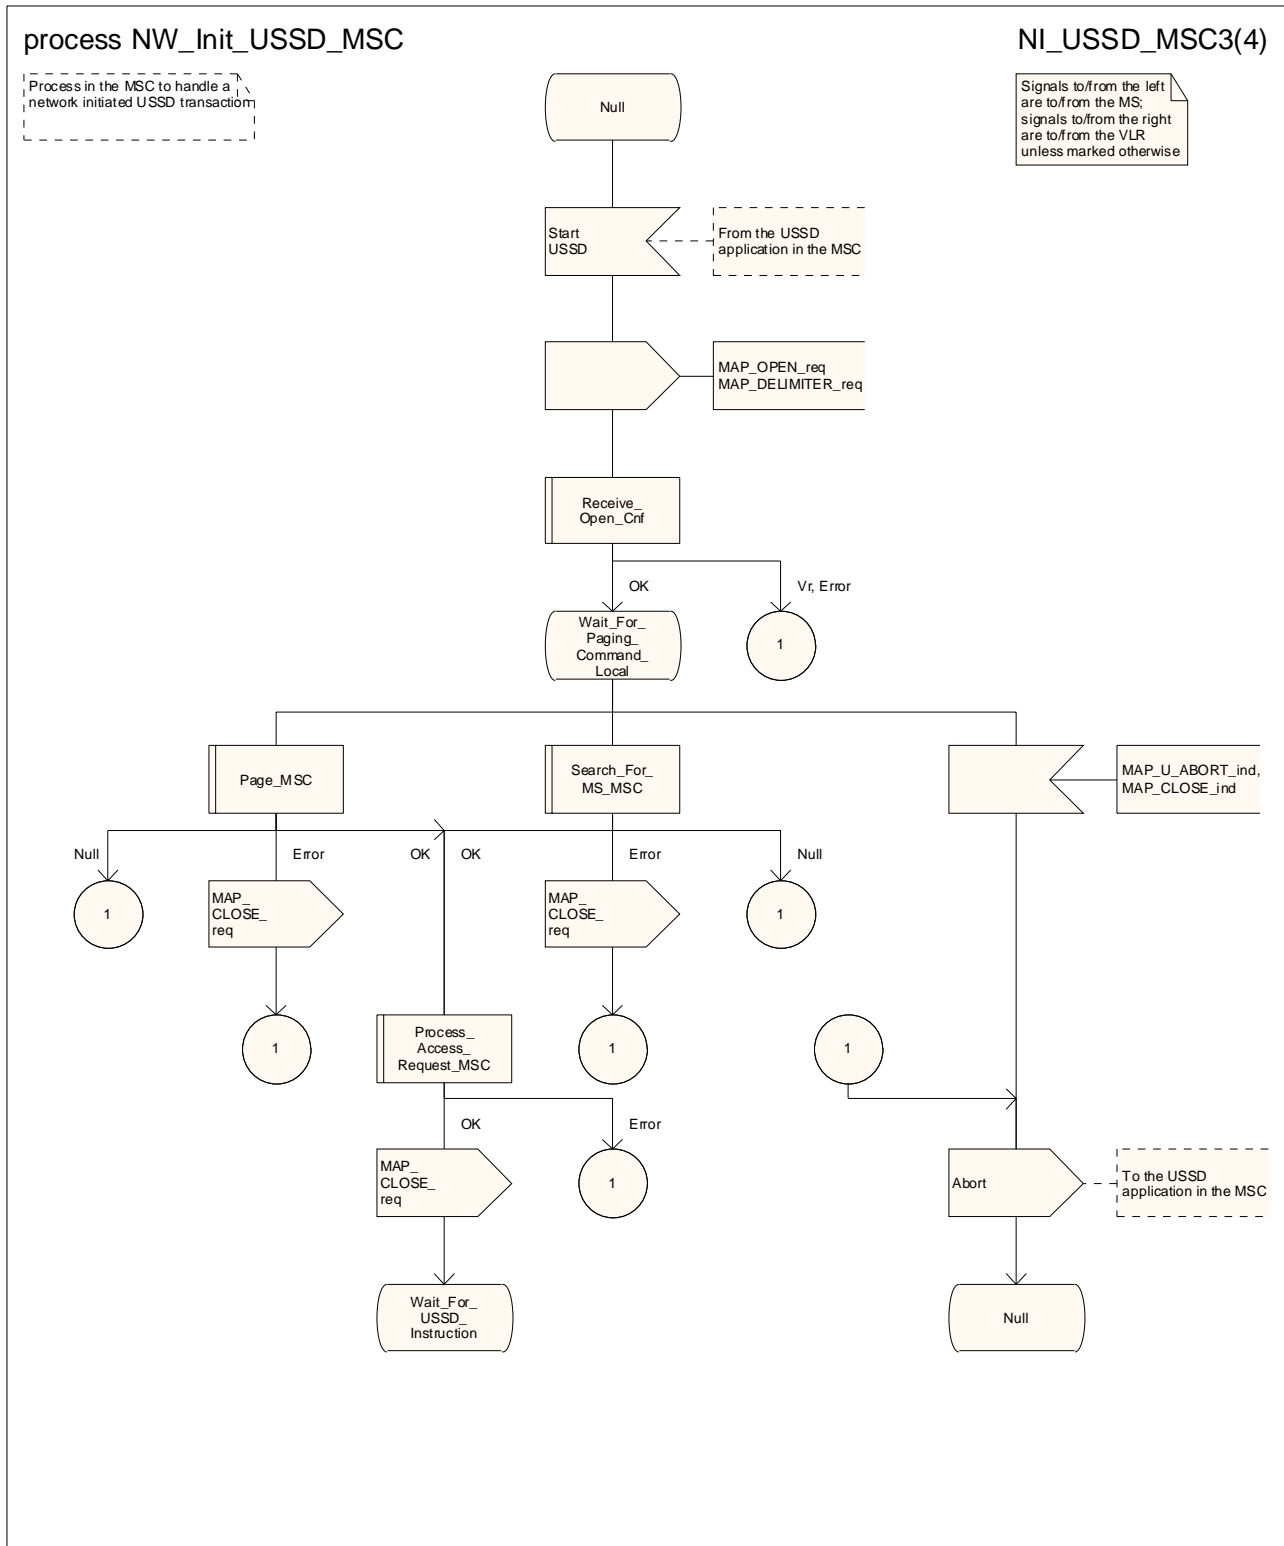 process NW_Init_USSD_MSC
NI_USSD_MSC3(4)
Process in the MSC to handle a
network initiated USSD transaction
Signals to/from the left
are to/from the MS;
signals to/from the right
are to/from the VLR
unless marked otherwise
Null
Start
USSD
From the USSD
application in the MSC
MAP_OPEN_req
MAP_DELIMITER_req
Receive_
Open_Cnf
OK
Vr, Error
Wait_For_
Paging_
Command_
Local
1
Page_MSC
Search_For_
MS_MSC
MAP_U_ABORT_ind,
MAP_CLOSE_ind
Null
Error
OK
OK
Error
Null
1
MAP_
CLOSE_
req
MAP_
CLOSE_
req
1
1
Process_
Access_
Request_MSC
1
1
OK
Error
MAP_
CLOSE_
req
1
Abort
To the USSD
application in the MSC
Wait_For_
USSD_
Instruction
Null